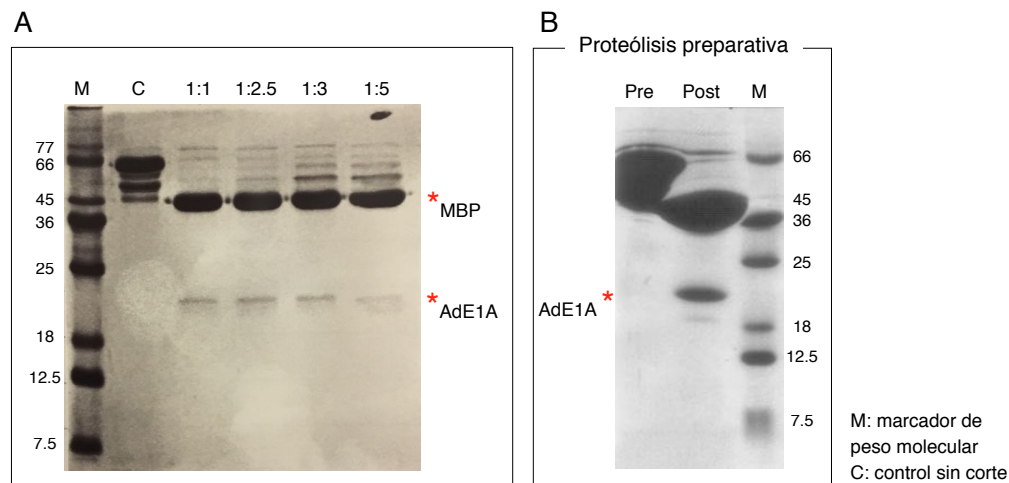 A
M C 1:1 1:2.5 1:3 1:5
77
66
45
36
25
18
12.5
7.5
*MBP
*AdE1A
B
Proteólisis preparativa
Pre Post M
66
45
36
25
18
12.5
7.5
AdE1A *
M: marcador de
peso molecular
C: control sin corte